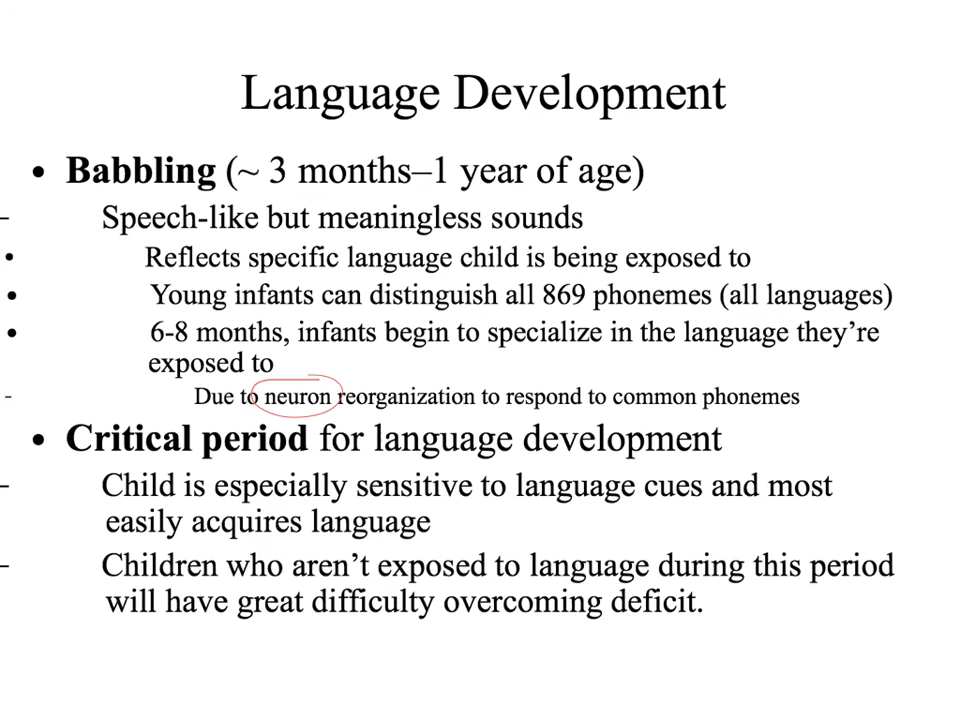 Language Development
• Babbling (~ 3 months–1 year of age)
– Speech-like but meaningless sounds
• Reflects specific language child is being exposed to
• Young infants can distinguish all 869 phonemes (all languages)
• 6-8 months, infants begin to specialize in the language they’re
exposed to
- Due to neuron reorganization to respond to common phonemes
• Critical period for language development
– Child is especially sensitive to language cues and most
easily acquires language
– Children who aren’t exposed to language during this period
will have great difficulty overcoming deficit.